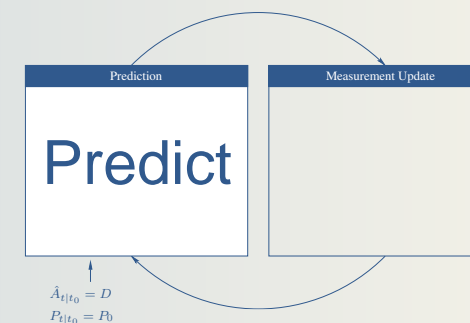 Prediction
Measurement Update
Predict
Â_{t|t_0} = D
P_{t|t_0} = P_0